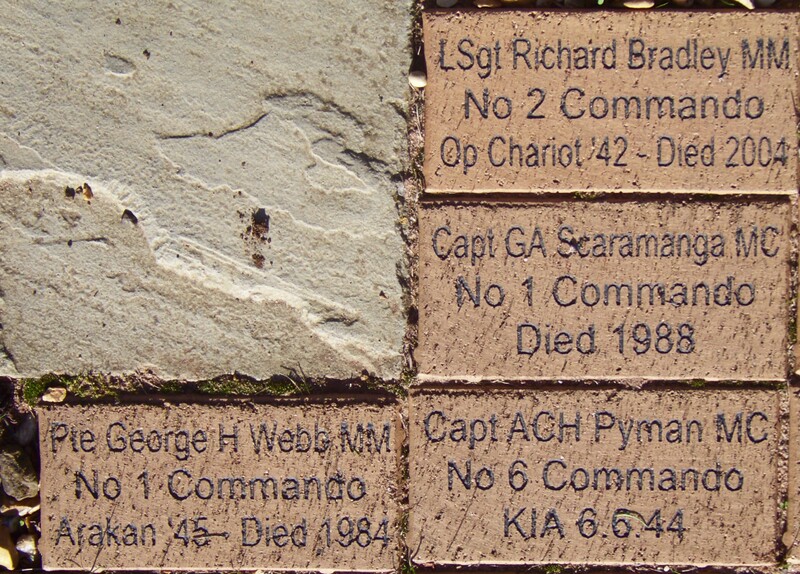 LSgt Richard Bradley MM
No 2 Commando
Op Chariot '42 - Died 2004
Capt GA Scaramanga MC
No 1 Commando
Died 1988
Pte George H Webb MM
No 1 Commando
Arakan '45 - Died 1984
Capt ACH Pyman MC
No 6 Commando
KIA 6.6.44